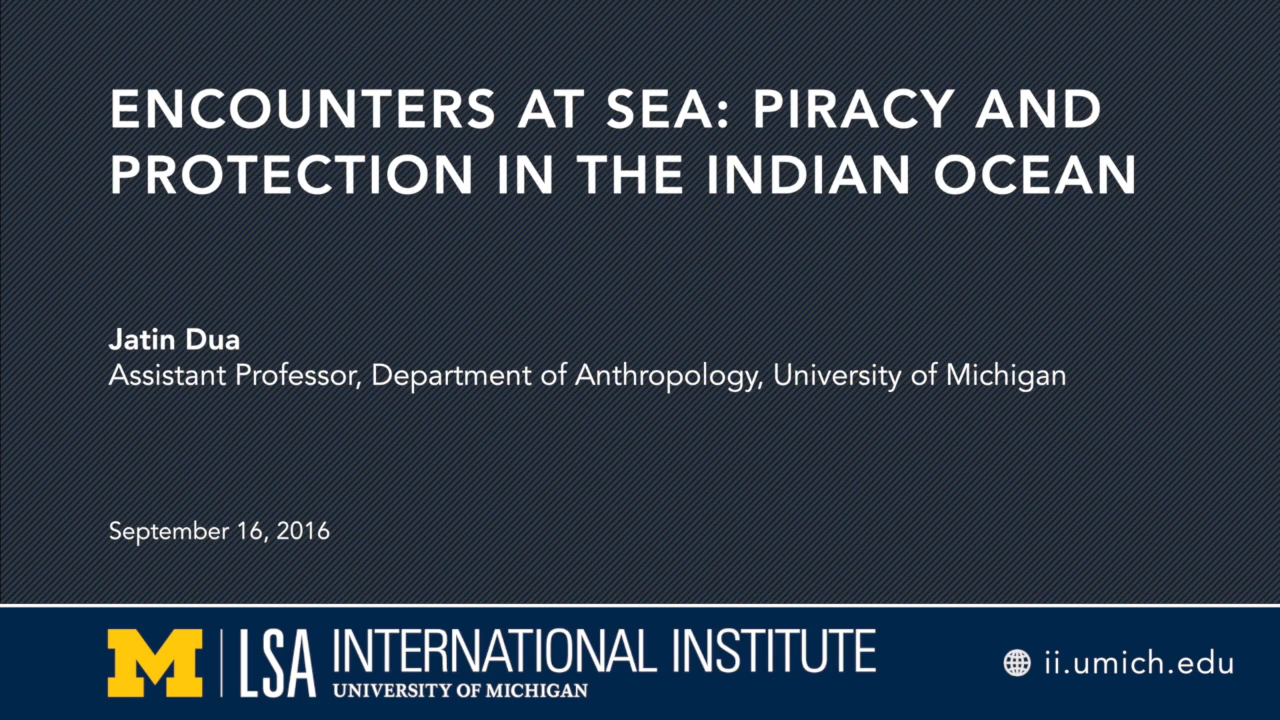 ENCOUNTERS AT SEA: PIRACY AND
PROTECTION IN THE INDIAN OCEAN
Jatin Dua
Assistant Professor, Department of Anthropology, University of Michigan
September 16, 2016
M LSA INTERNATIONAL INSTITUTE
UNIVERSITY OF MICHIGAN
ii.umich.edu